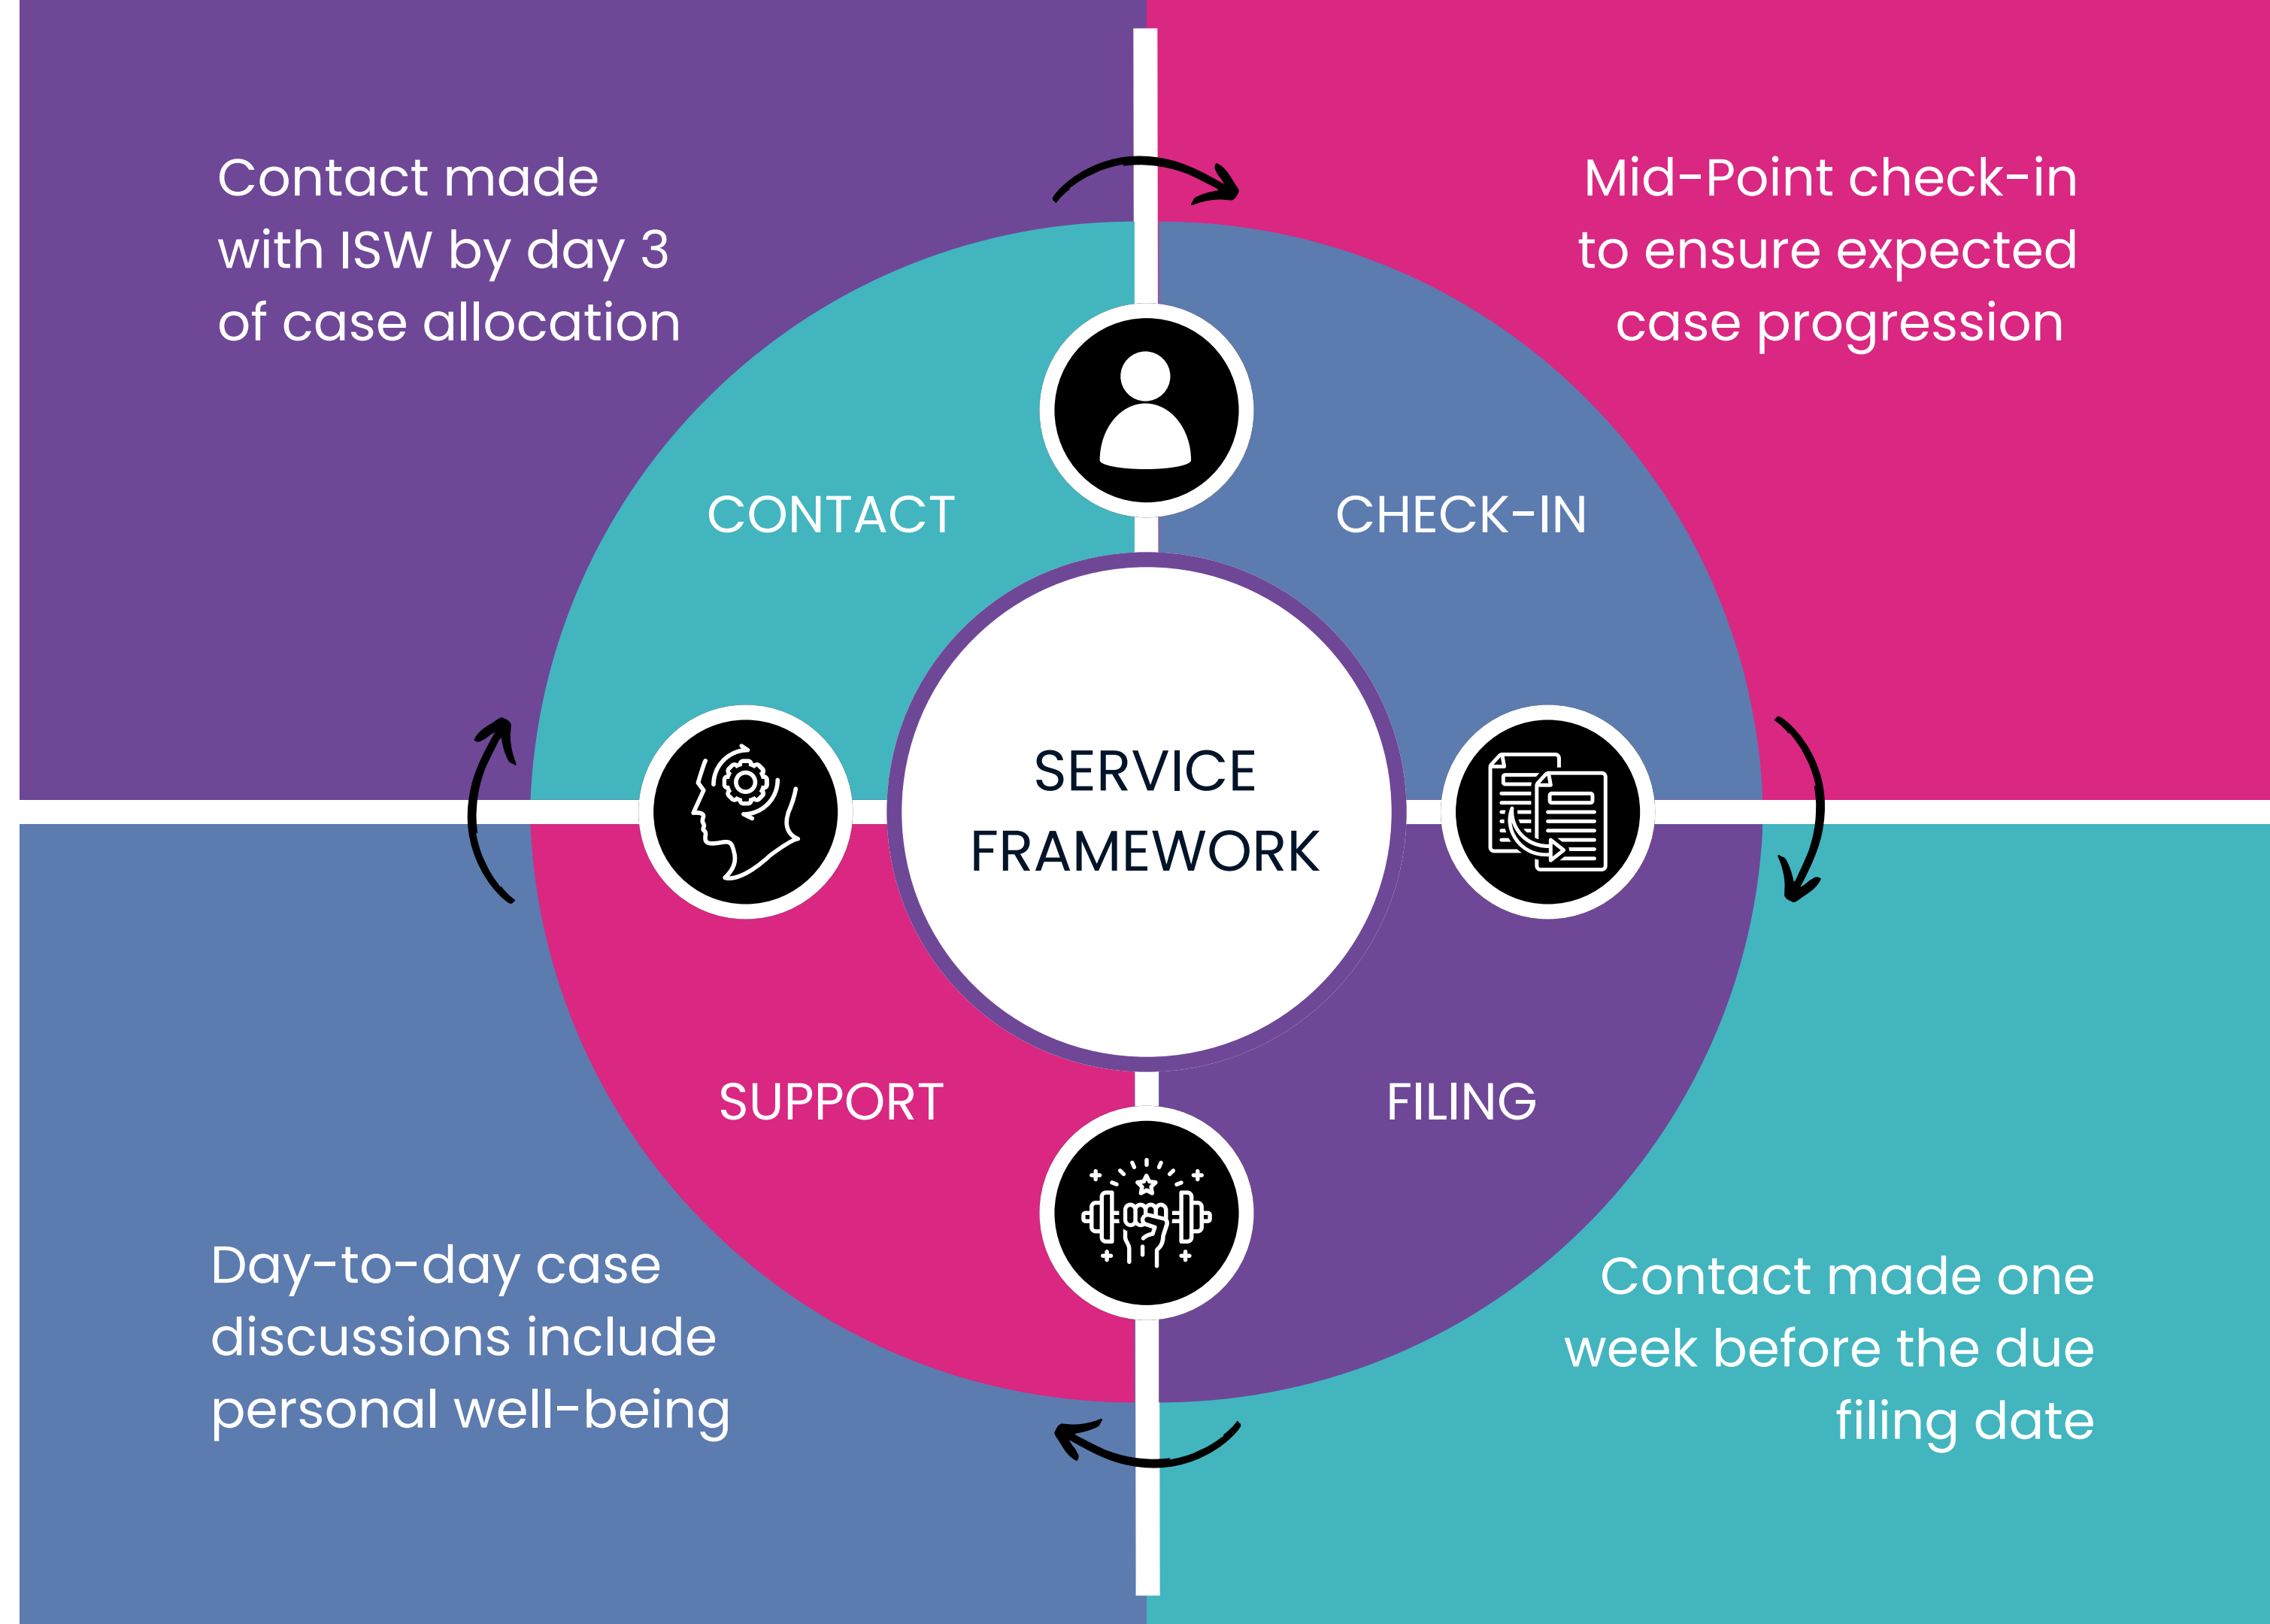 Contact made
with ISW by day 3
of case allocation
Mid-Point check-in
to ensure expected
case progression
CONTACT
CHECK-IN
SERVICE
FRAMEWORK
SUPPORT
FILING
Day-to-day case
discussions include
personal well-being
Contact made one
week before the due
filing date